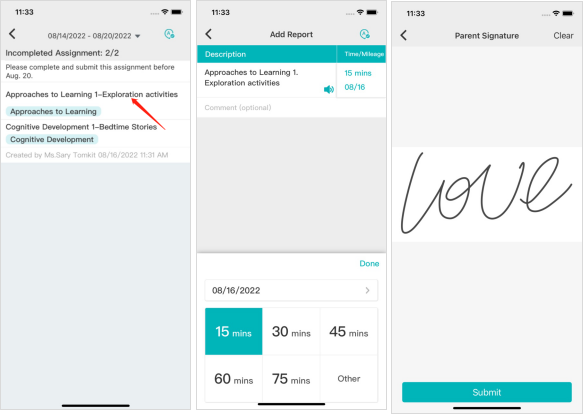 11:33
08/14/2022 - 08/20/2022
Incompleted Assignment: 2/2
Please complete and submit this assignment before
Aug. 20.
Approaches to Learning 1–Exploration activities
Approaches to Learning
Cognitive Development 1–Bedtime Stories
Cognitive Development
Created by Ms.Sary Tomkit 08/16/2022 11:31 AM
11:33
Add Report
Description Time/Mileage
Approaches to Learning 1.
Exploration activities
15 mins
08/16
Comment (optional)
Done
08/16/2022
15 mins 30 mins 45 mins
60 mins 75 mins Other
11:33
Parent Signature Clear
love
Submit